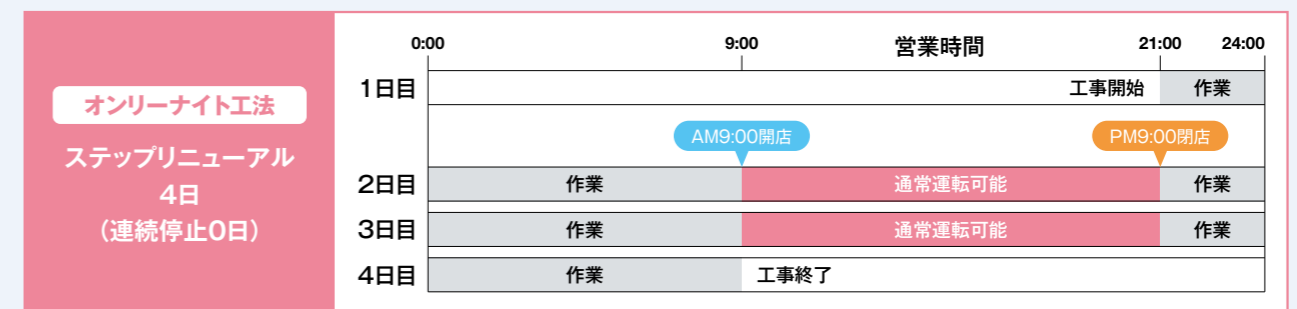 オンリーナイト工法
ステップリニューアル
4日
（連続停止0日）
0:00 9:00 営業時間 21:00 24:00
1日目 工事開始 作業
AM9:00開店 PM9:00閉店
2日目 作業 通常運転可能 作業
3日目 作業 通常運転可能 作業
4日目 作業 工事終了